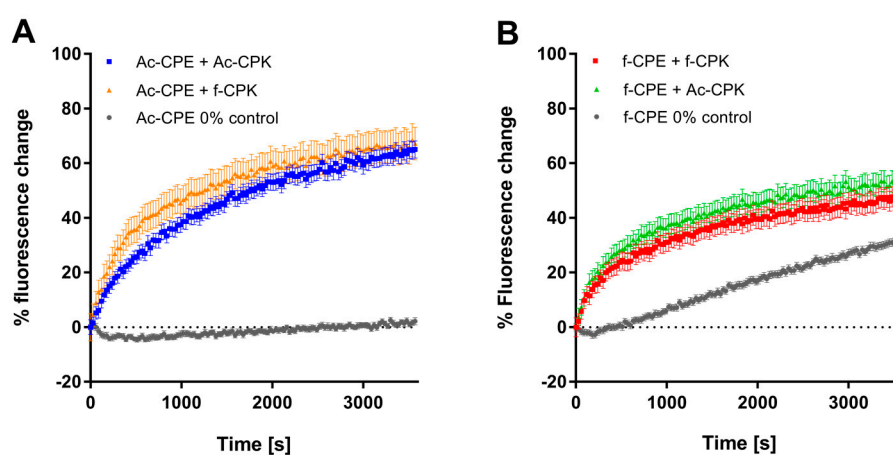 A
% fluorescence change
100
80
60
40
20
0
-20
Ac-CPE + Ac-CPK
Ac-CPE + f-CPK
Ac-CPE 0% control
0
1000
2000
3000
Time [s]
B
% Fluorescence change
100
80
60
40
20
0
-20
f-CPE + f-CPK
f-CPE + Ac-CPK
f-CPE 0% control
0
1000
2000
3000
Time [s]